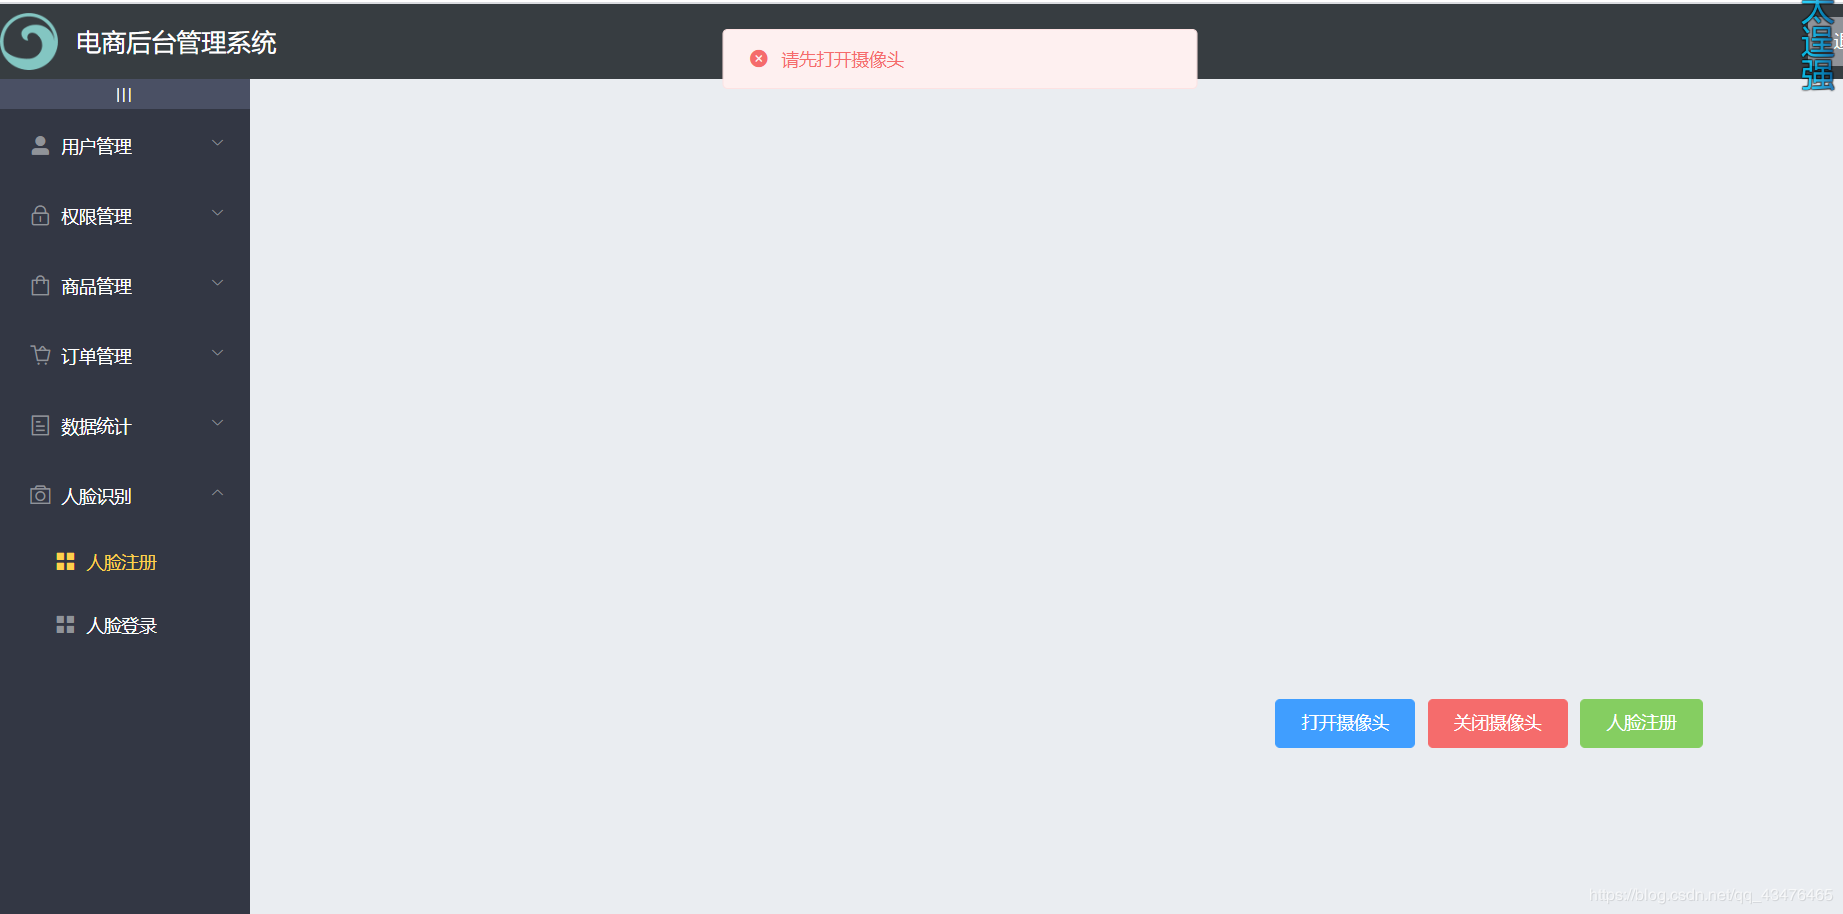 电商后台管理系统
请先打开摄像头
太
逞
强
退
|||
用户管理
权限管理
商品管理
订单管理
数据统计
人脸识别
人脸注册
人脸登录
打开摄像头
关闭摄像头
人脸注册
https://blog.csdn.net/qq_43476465